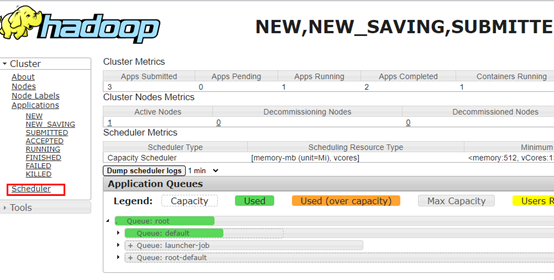 hadoop
NEW,NEW_SAVING,SUBMITTE
Cluster
About
Nodes
Node Labels
Applications
NEW
NEW_SAVING
SUBMITTED
ACCEPTED
RUNNING
FINISHED
FAILED
KILLED
Scheduler
Tools
Cluster Metrics
Apps Submitted Apps Pending Apps Running Apps Completed Containers Running
3 0 1 2 1
Cluster Nodes Metrics
Active Nodes Decommissioning Nodes Decommissioned Nodes
1 0 0
Scheduler Metrics
Scheduler Type Scheduling Resource Type Minimum
Capacity Scheduler [memory-mb (unit=Mi), vcores] <memory:512, vCores:1
Dump scheduler logs 1 min
Application Queues
Legend: Capacity Used Used (over capacity) Max Capacity Users R
Queue: root
Queue: default
+ Queue: launcher-job
+ Queue: root-default